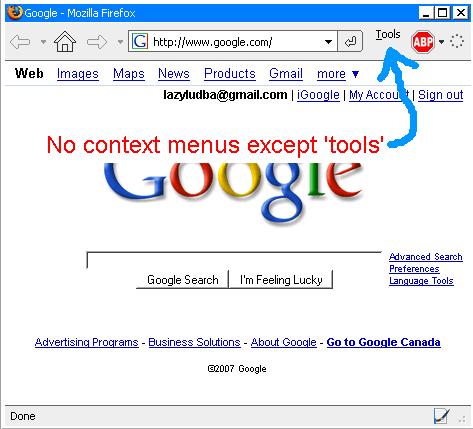 Google - Mozilla Firefox
http://www.google.com/ Tools ABP
Web Images Maps News Products Gmail more ▼
lazyludba@gmail.com | iGoogle | My Account | Sign out
No context menus except 'tools'
Google
Advanced Search
Preferences
Language Tools
Google Search I'm Feeling Lucky
Advertising Programs - Business Solutions - About Google - Go to Google Canada
©2007 Google
Done